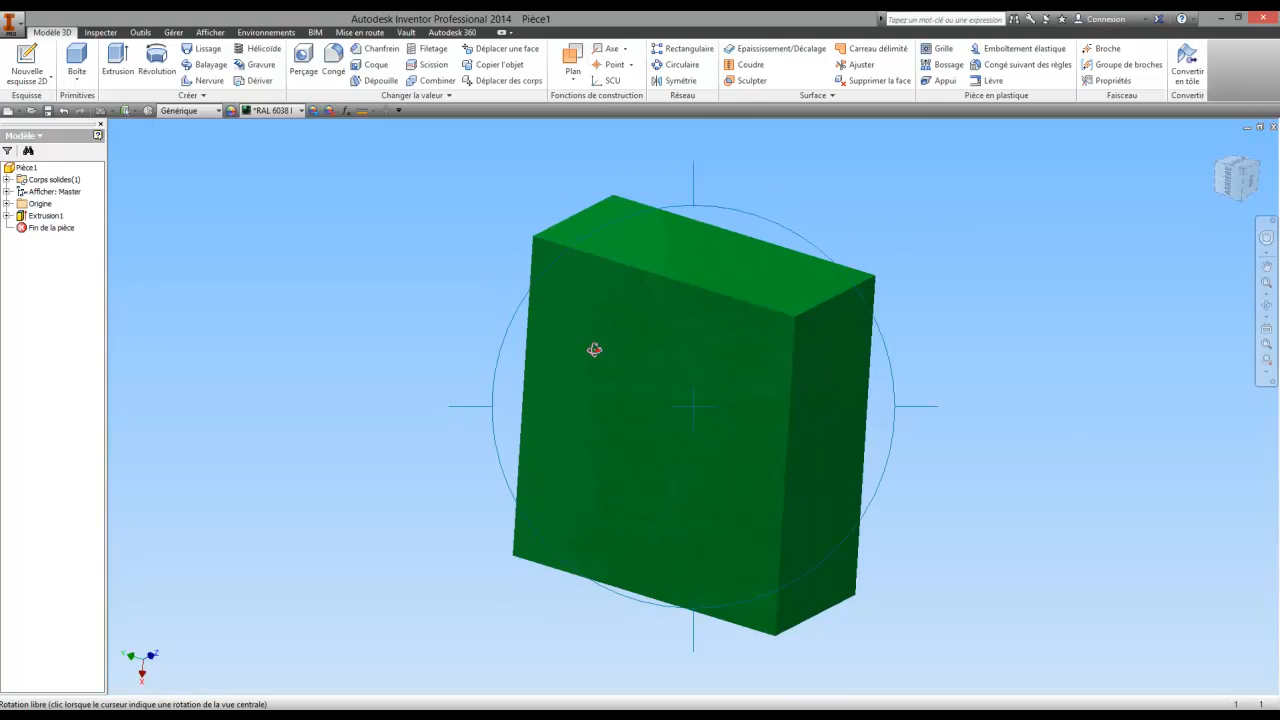 Autodesk Inventor Professional 2014 Pièce1
Tapez un mot-clé ou une expression
Connexion
PRO
Modèle 3D Inspecter Outils Gérer Afficher Environnements BIM Mise en route Vault Autodesk 360
Nouvelle
esquisse 2D
Esquisse
Boîte
Primitives
Extrusion
Révolution
Lissage
Balayage
Nervure
Hélicoïde
Gravure
Dériver
Créer
Perçage
Congé
Chanfrein
Coque
Dépouille
Filetage
Scission
Combiner
Déplacer une face
Copier l'objet
Déplacer des corps
Changer la valeur
Plan
Axe
Point
SCU
Fonctions de construction
Rectangulaire
Circulaire
Symétrie
Réseau
Epaississement/Décalage
Coudre
Sculpter
Carreau délimité
Ajuster
Supprimer la face
Surface
Grille
Bossage
Appui
Emboîtement élastique
Congé suivant des règles
Lèvre
Pièce en plastique
Broche
Groupe de broches
Propriétés
Faisceau
Convertir
en tôle
Convertir
Générique
*RAL 6038 l
Modèle
Pièce1
Corps solides(1)
Afficher: Master
Origine
Extrusion1
Fin de la pièce
ARRIÈRE
Y
Z
X
Rotation libre (clic lorsque le curseur indique une rotation de la vue centrale)
1 1